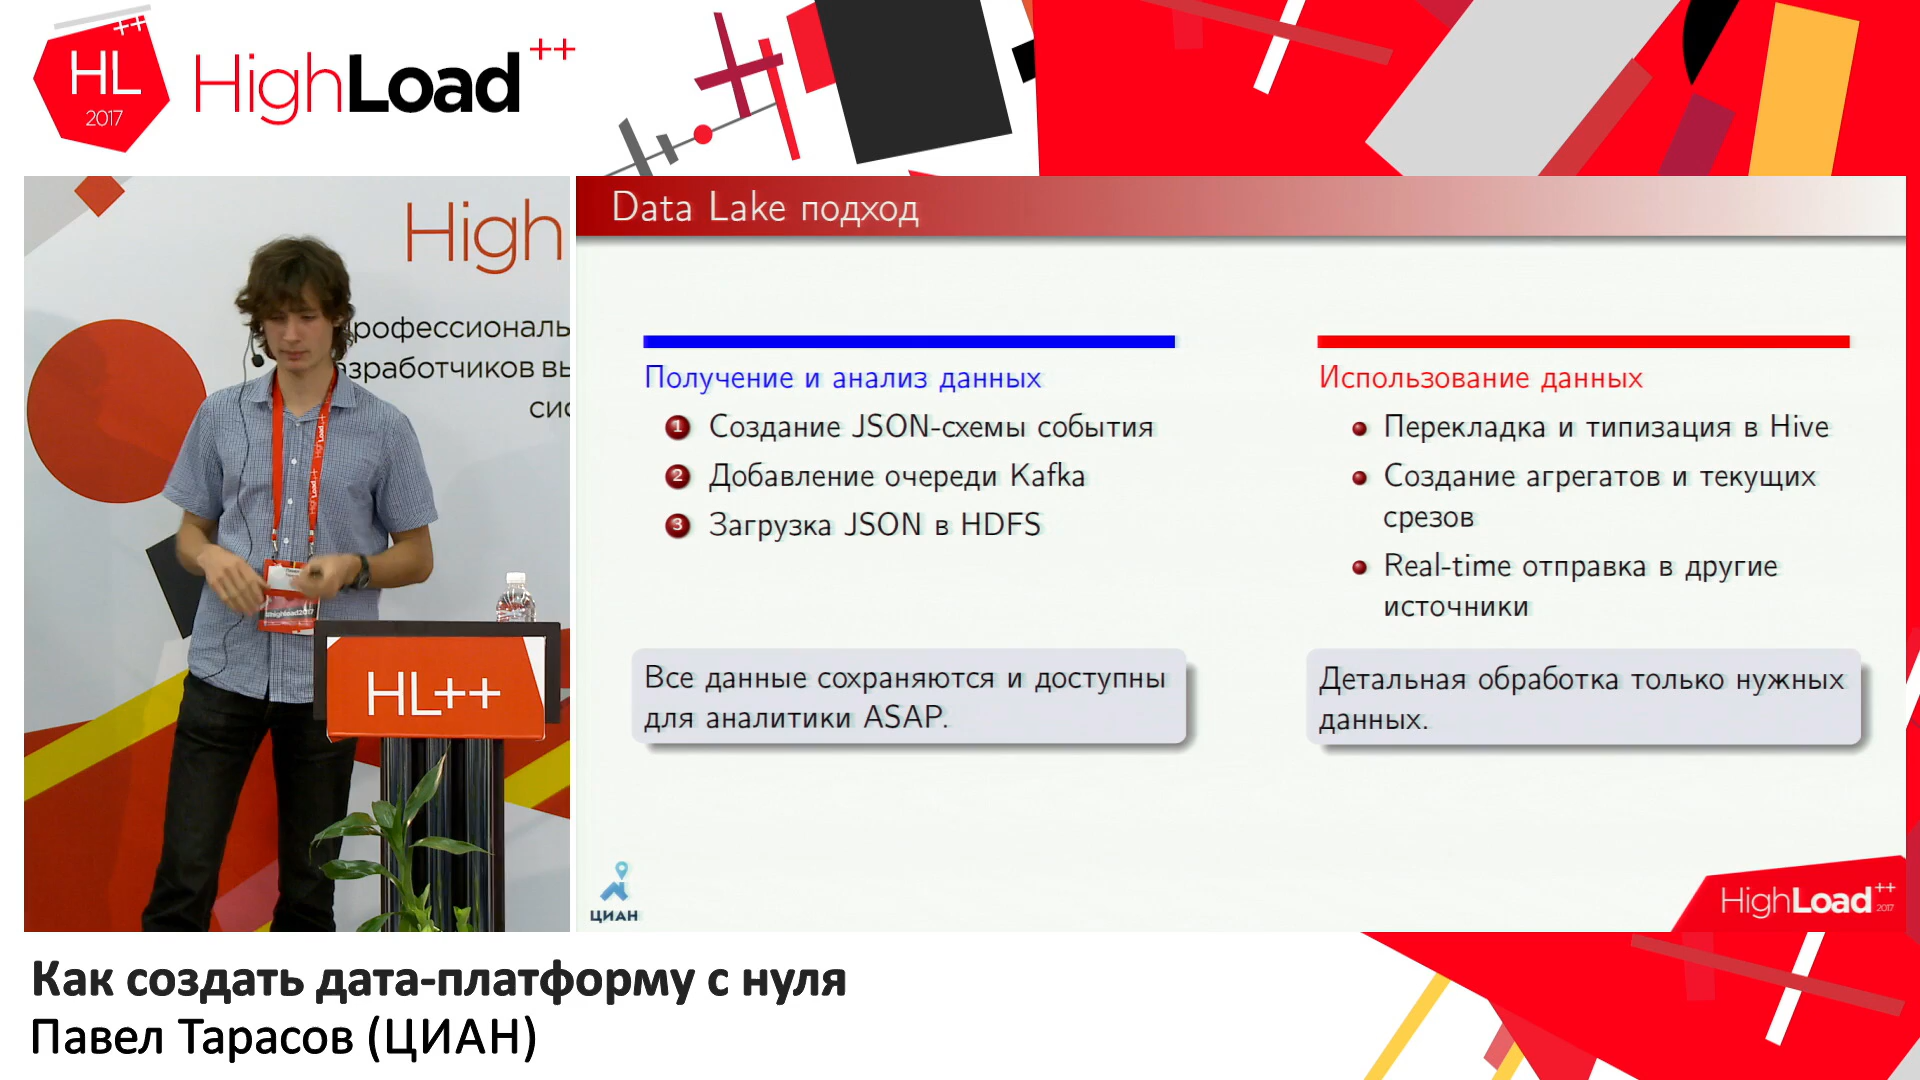 HL++
2017
HighLoad++
High
профессиональ
азработчиков вы
сис
HighLoad++
#highload2017
HL++
Data Lake подход
Получение и анализ данных
1 Создание JSON-схемы события
2 Добавление очереди Kafka
3 Загрузка JSON в HDFS
Все данные сохраняются и доступны
для аналитики ASAP.
Использование данных
Перекладка и типизация в Hive
Создание агрегатов и текущих
срезов
Real-time отправка в другие
источники
Детальная обработка только нужных
данных.
ЦИАН
HighLoad++
2017
Как создать дата-платформу с нуля
Павел Тарасов (ЦИАН)